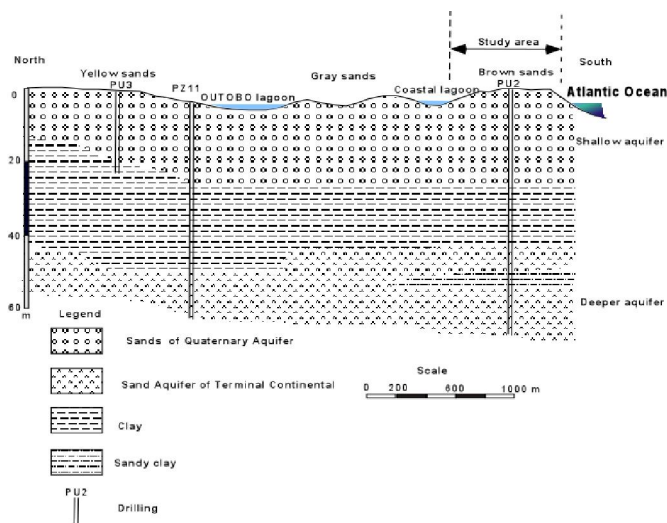 Study area
North
South
Yellow sands
Brown sands
PU3
PZ11
Gray sands
PU2
OUTOBO lagoon
Coastal lagoon
Atlantic Ocean
0
Shallow aquifer
20
40
Deeper aquifer
60
m
Legend
Sands of Quaternary Aquifer
Sand Aquifer of Terminal Continental
Scale
0 200 600 1000 m
Clay
Sandy clay
PU2
Drilling